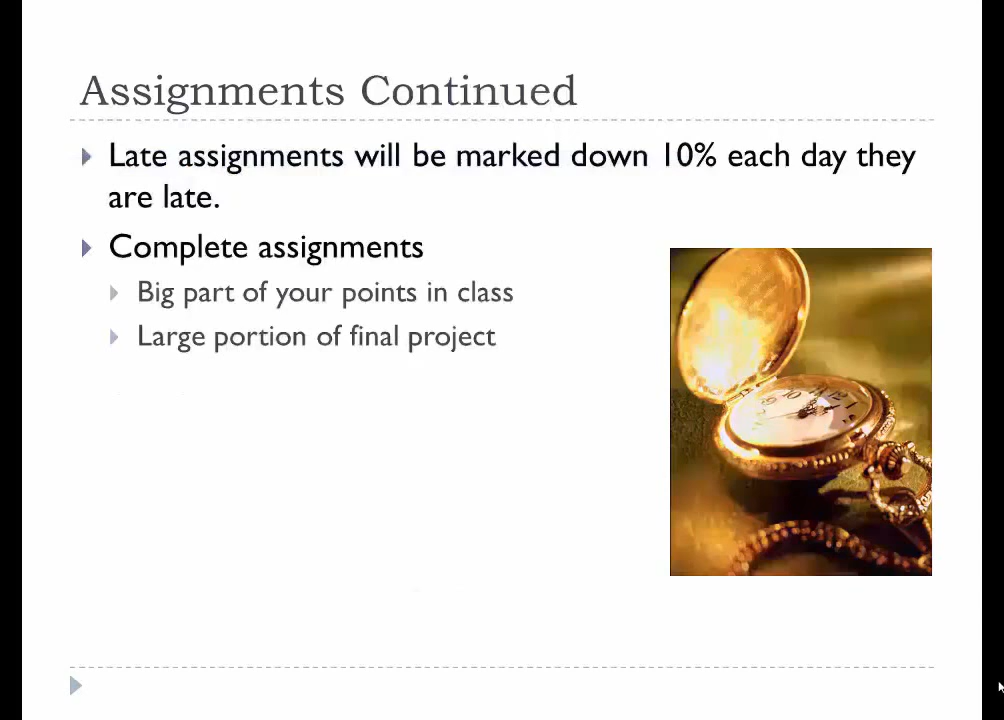 Assignments Continued
Late assignments will be marked down 10% each day they
are late.
Complete assignments
Big part of your points in class
Large portion of final project